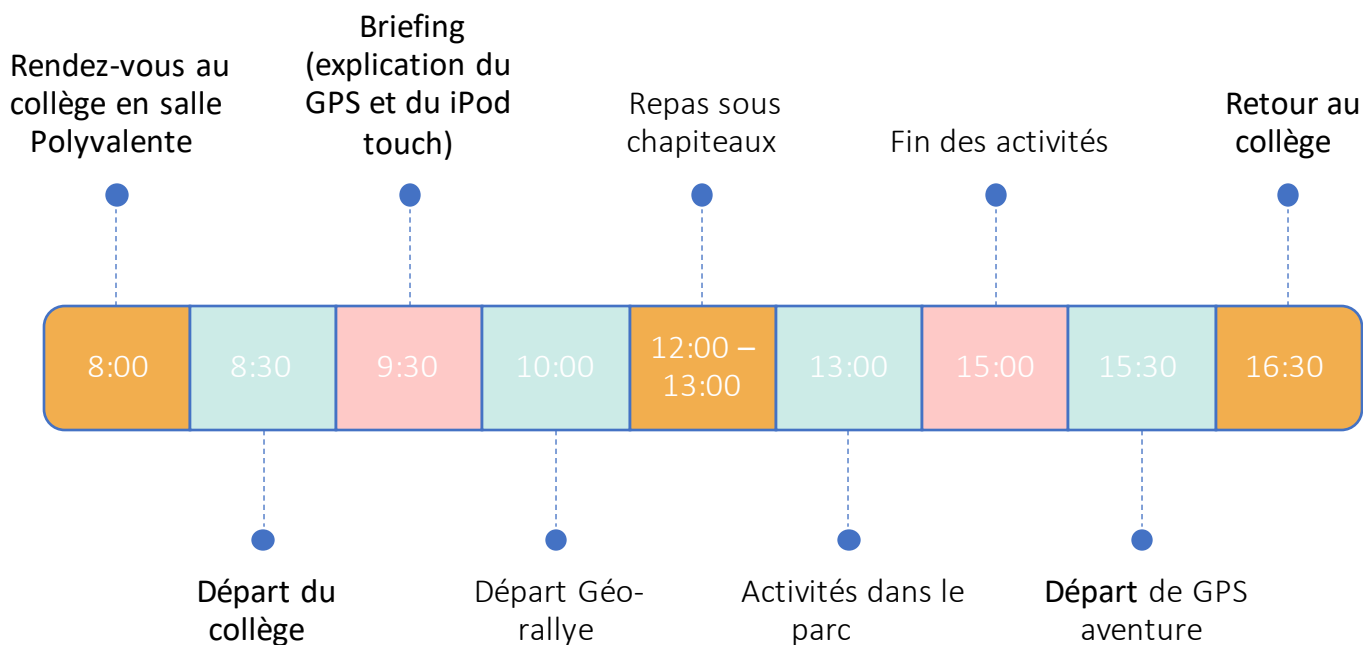 Rendez-vous au
collège en salle
Polyvalente
Briefing
(explication du
GPS et du iPod
touch)
Repas sous
chapiteaux
Fin des activités
Retour au
collège
8:00
8:30
9:30
10:00
12:00 –
13:00
13:00
15:00
15:30
16:30
Départ du
collège
Départ Géo-
rallye
Activités dans le
parc
Départ de GPS
aventure